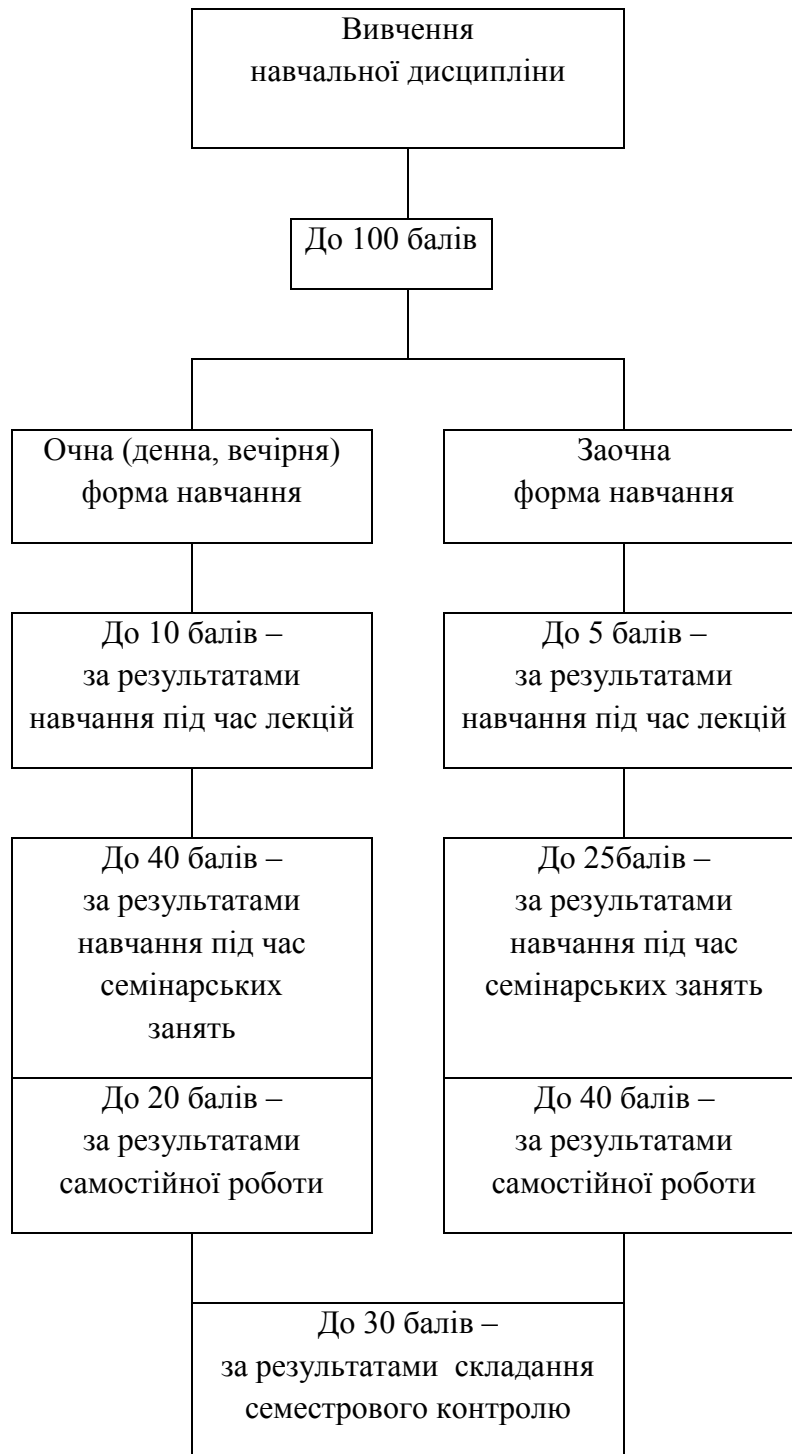 Вивчення
навчальної дисципліни
До 100 балів
Очна (денна, вечірня)
форма навчання
Заочна
форма навчання
До 10 балів –
за результатами
навчання під час лекцій
До 5 балів –
за результатами
навчання під час лекцій
До 40 балів –
за результатами
навчання під час
семінарських
занять
До 25балів –
за результатами
навчання під час
семінарських занять
До 20 балів –
за результатами
самостійної роботи
До 40 балів –
за результатами
самостійної роботи
До 30 балів –
за результатами складання
семестрового контролю